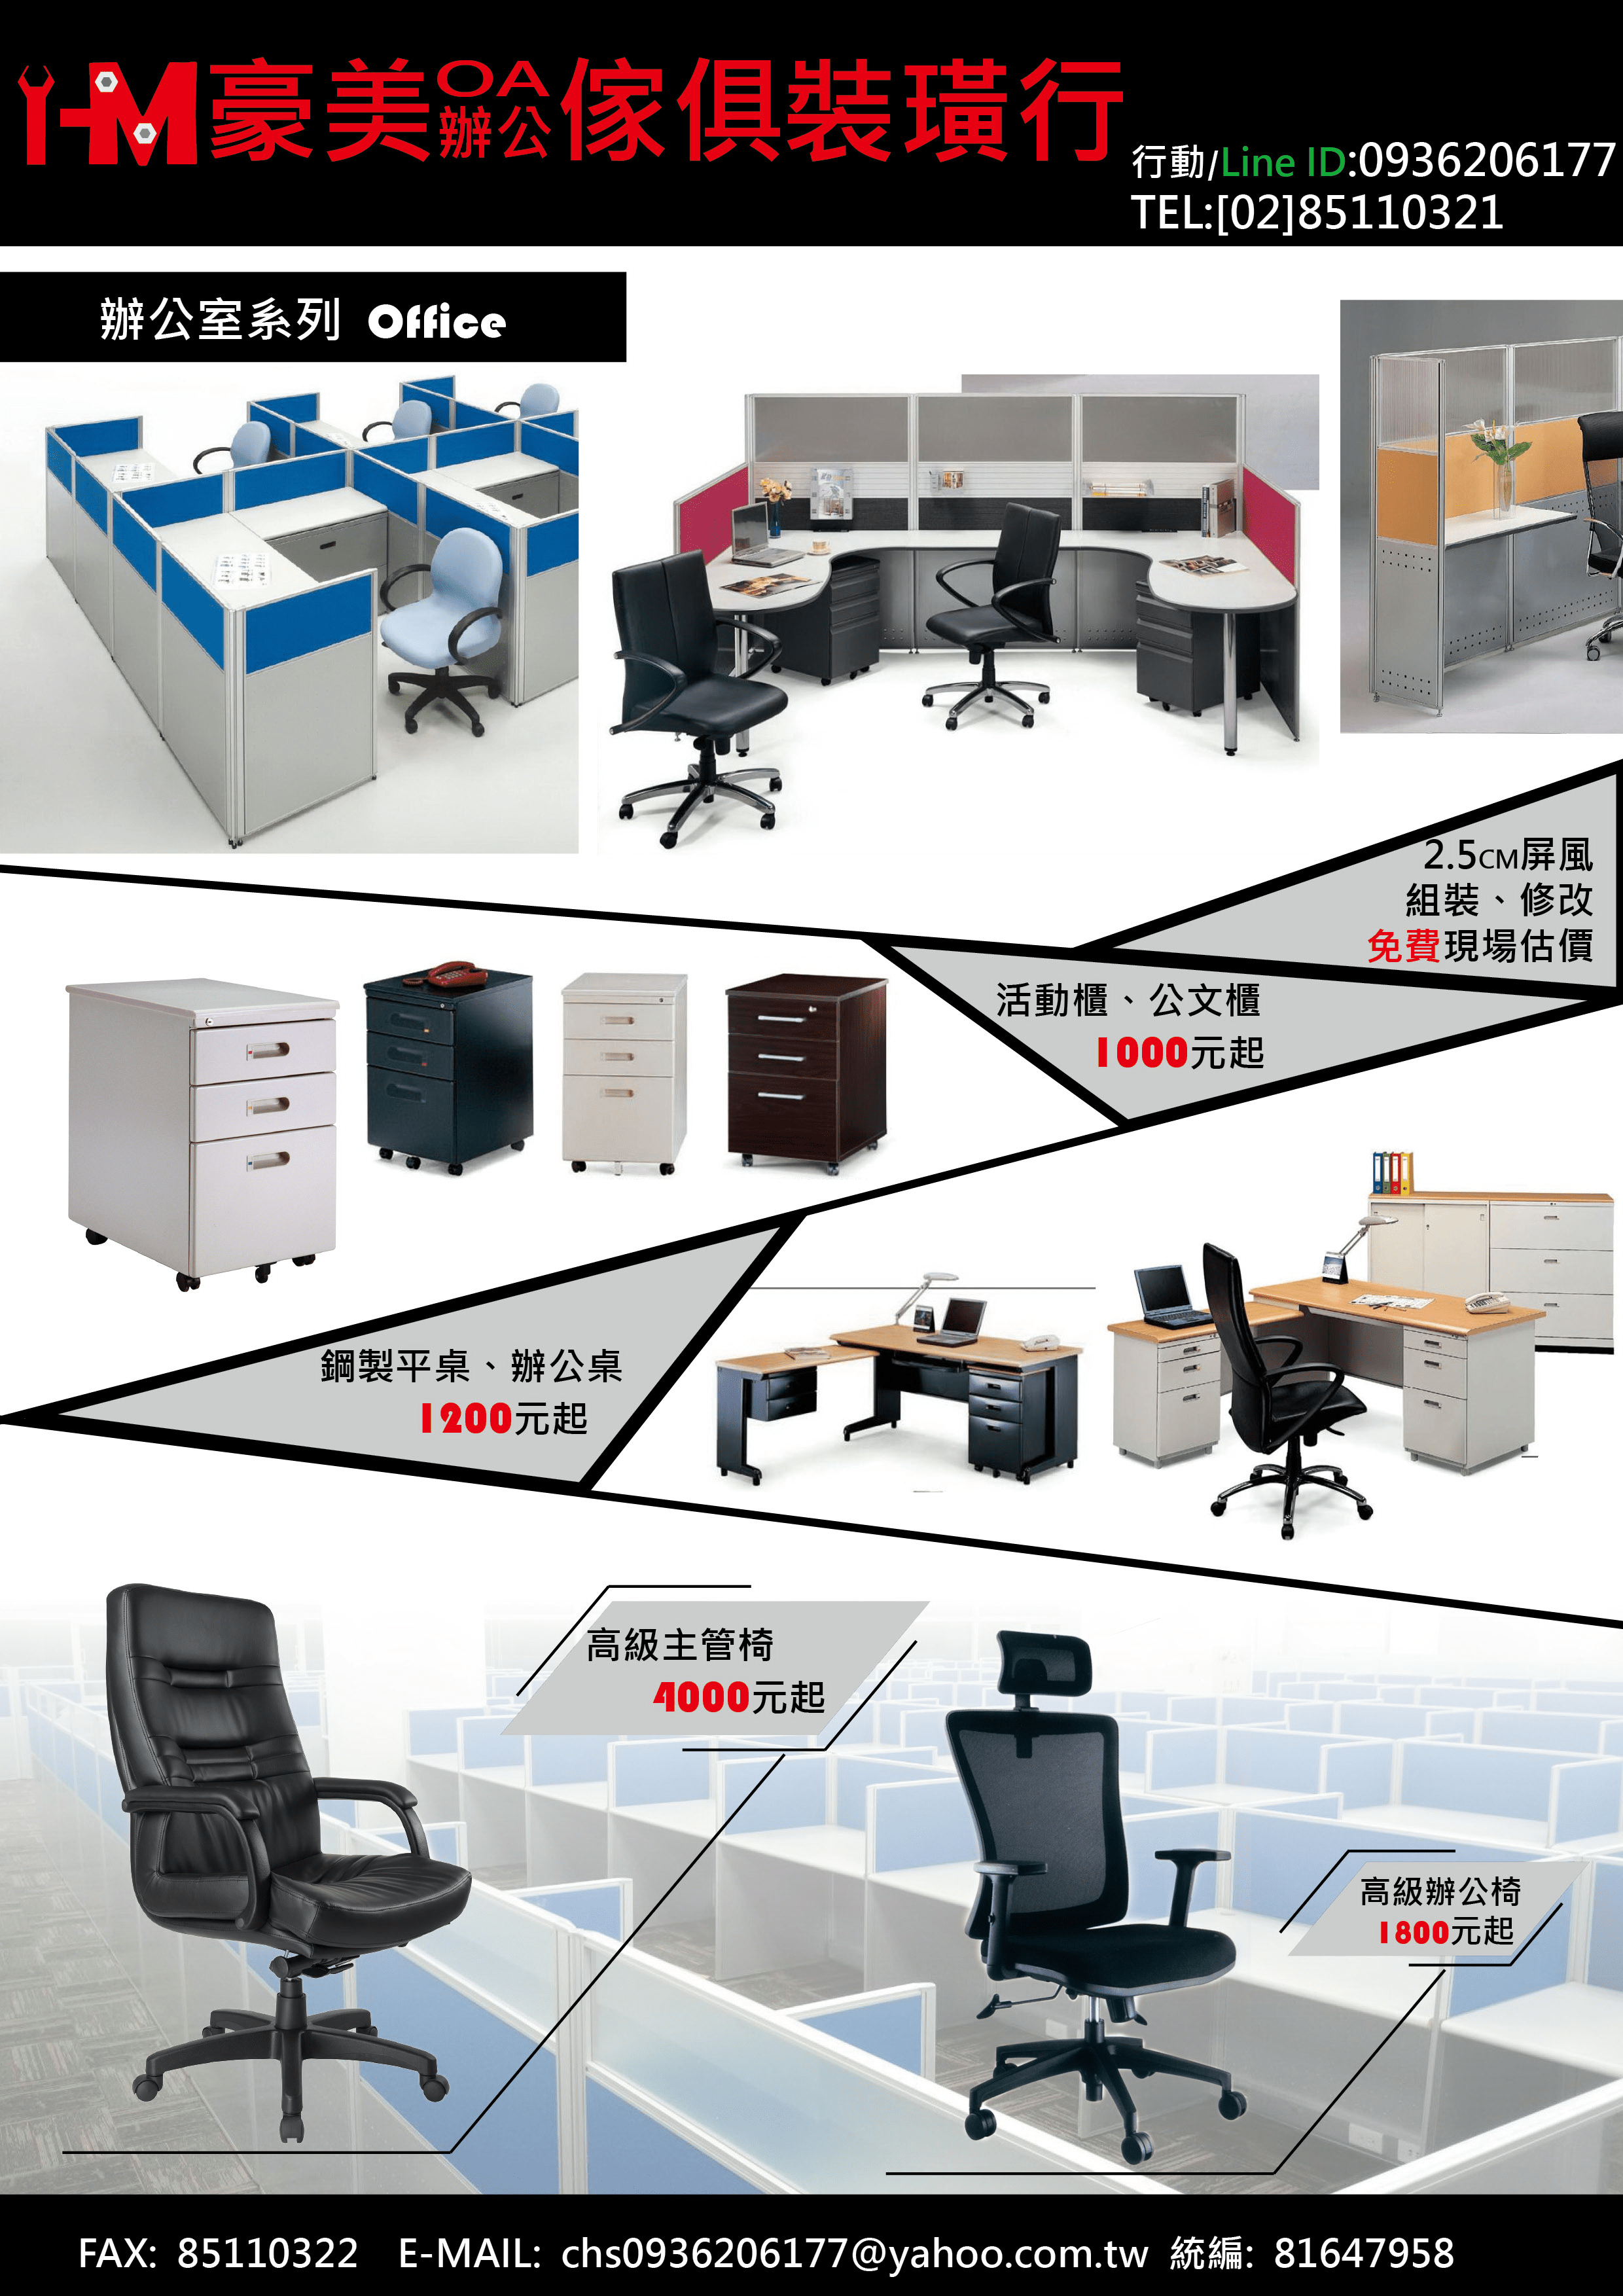 HM豪美OA辦公傢俱裝璜行
行動/Line ID:0936206177
TEL:[02]85110321
辦公室系列 Office
2.5CM屏風
組裝、修改
免費現場估價
活動櫃、公文櫃
1000元起
鋼製平桌、辦公桌
1200元起
高級主管椅
4000元起
高級辦公椅
1800元起
FAX: 85110322 E-MAIL: chs0936206177@yahoo.com.tw 統編: 81647958